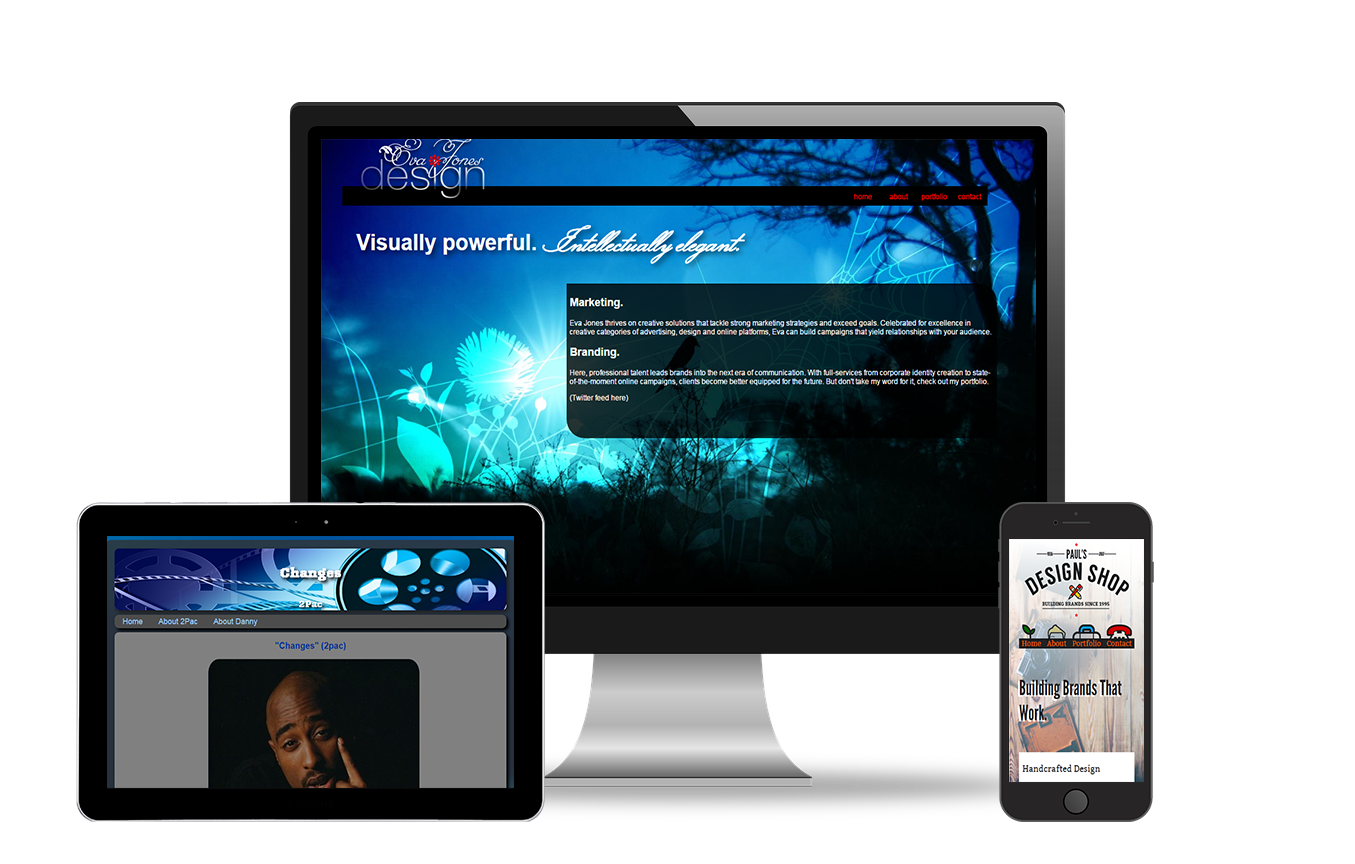 Eva Jones
design
home about portfolio contact
Visually powerful. Intellectually elegant.
Marketing.
Eva Jones thrives on creative solutions that tackle strong marketing strategies and exceed goals. Celebrated for excellence in
creative categories of advertising, design and online platforms, Eva can build campaigns that yield relationships with your audience.
Branding.
Here, professional talent leads brands into the next era of communication. With full-services from corporate identity creation to state-
of-the-moment online campaigns, clients become better equipped for the future. But don't take my word for it, check out my portfolio.
(Twitter feed here)
Changes
2Pac
Home About 2Pac About Danny
"Changes" (2pac)
PAUL'S
DESIGN SHOP
BUILDING BRANDS SINCE 1995
Home About Portfolio Contact
Building Brands That
Work.
Handcrafted Design